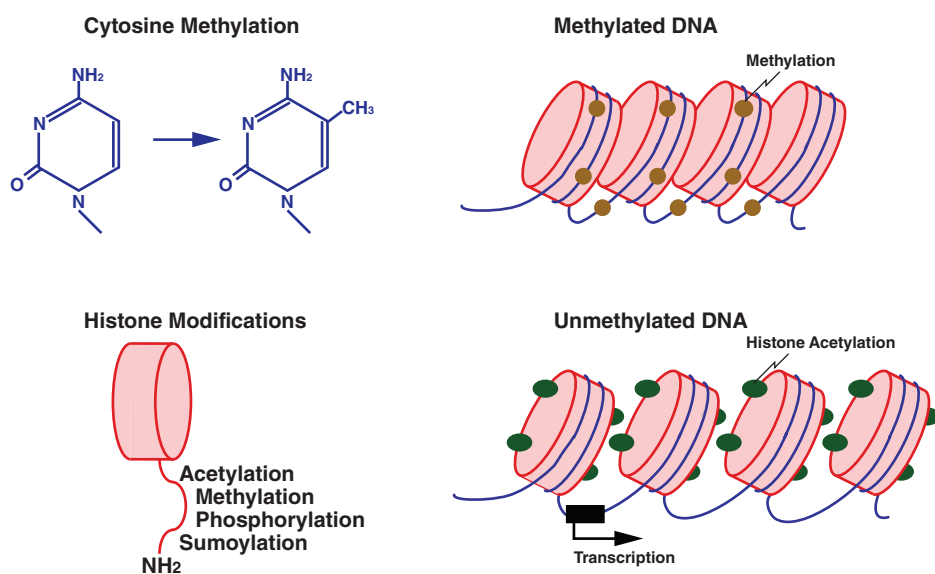 Cytosine Methylation
NH2
N
O
N
NH2
CH3
N
O
N
Methylated DNA
Methylation
Histone Modifications
Acetylation
Methylation
Phosphorylation
Sumoylation
NH2
Unmethylated DNA
Histone Acetylation
Transcription